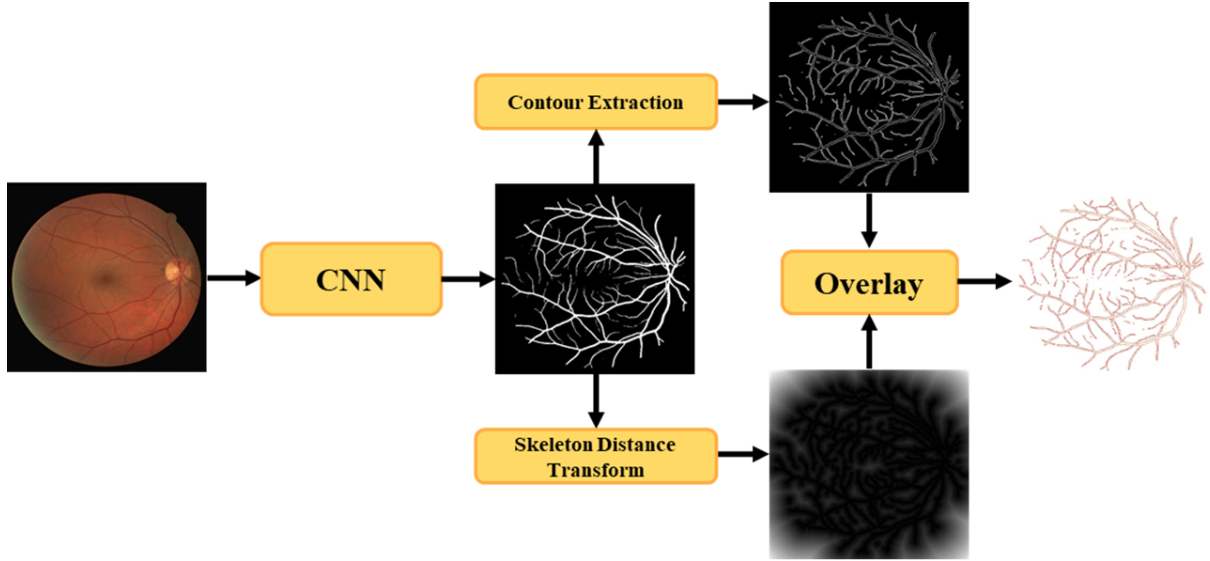 Contour Extraction
CNN
Overlay
Skeleton Distance
Transform